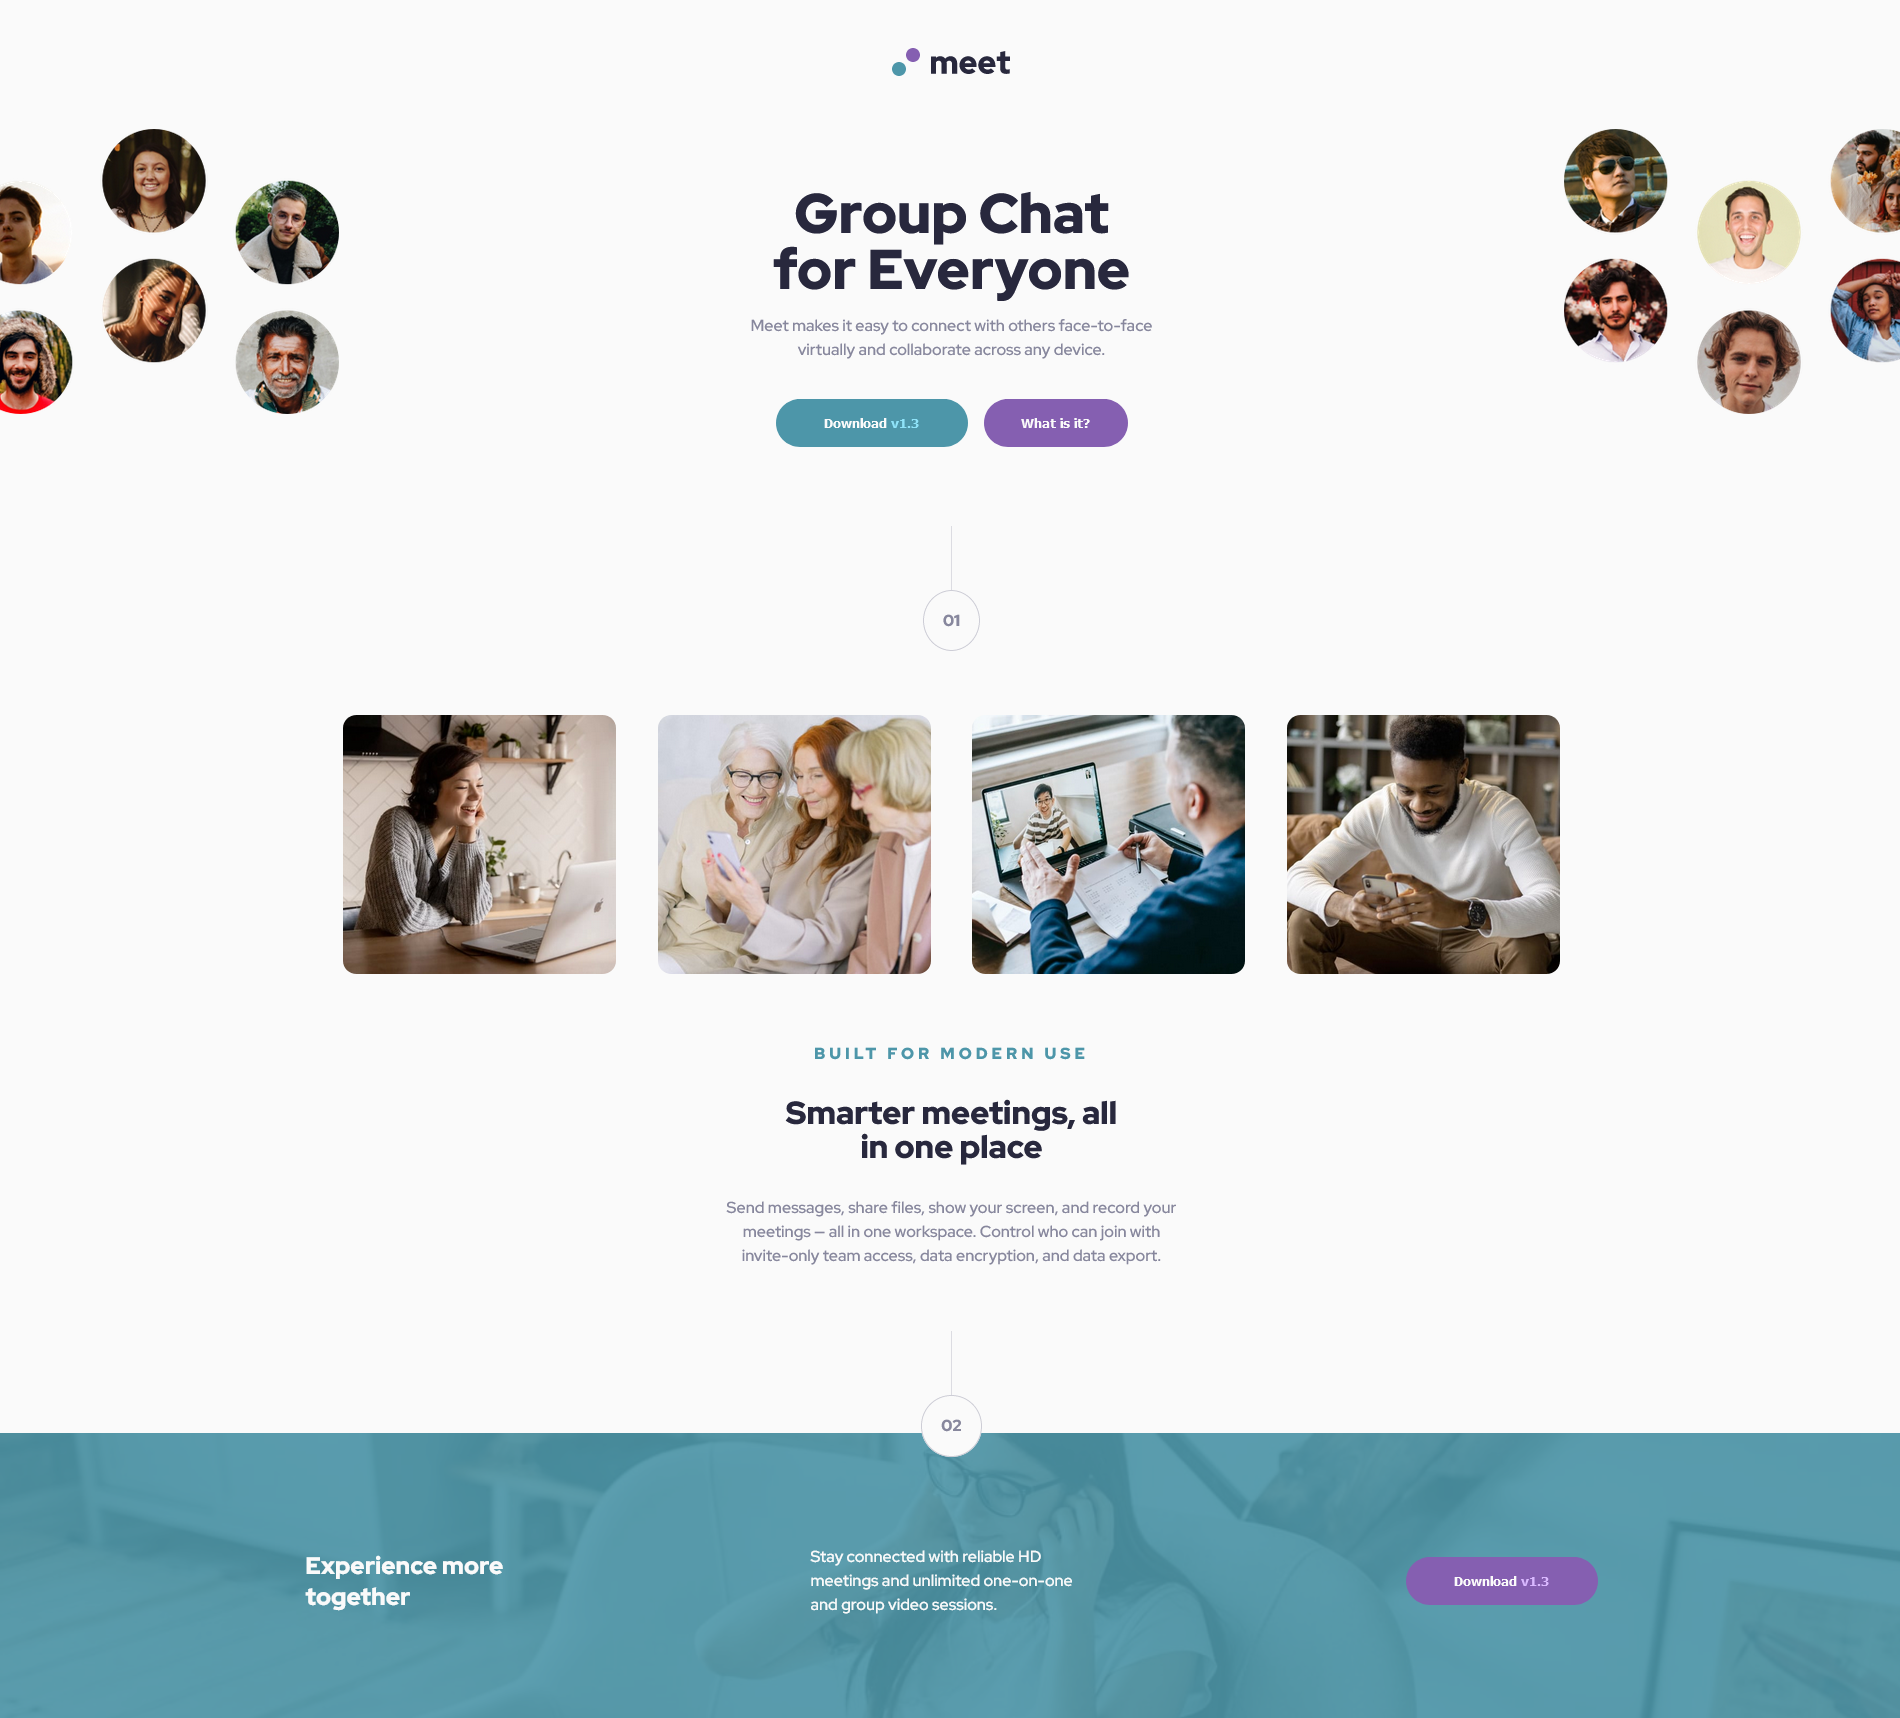 meet
Group Chat
for Everyone
Meet makes it easy to connect with others face-to-face
virtually and collaborate across any device.
Download v1.3
What is it?
01
BUILT FOR MODERN USE
Smarter meetings, all
in one place
Send messages, share files, show your screen, and record your
meetings — all in one workspace. Control who can join with
invite-only team access, data encryption, and data export.
02
Experience more
together
Stay connected with reliable HD
meetings and unlimited one-on-one
and group video sessions.
Download v1.3